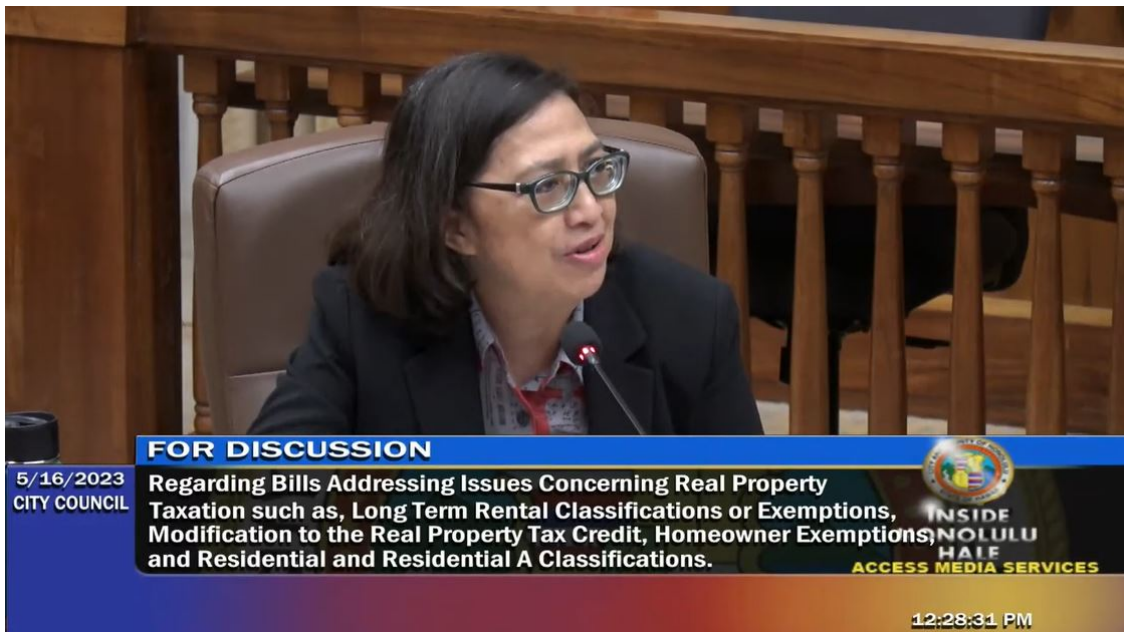 FOR DISCUSSION
5/16/2023
CITY COUNCIL
Regarding Bills Addressing Issues Concerning Real Property
Taxation such as, Long Term Rental Classifications or Exemptions,
Modification to the Real Property Tax Credit, Homeowner Exemptions,
and Residential and Residential A Classifications.
INSIDE
HONOLULU
HALE
ACCESS MEDIA SERVICES
12:28:31 PM